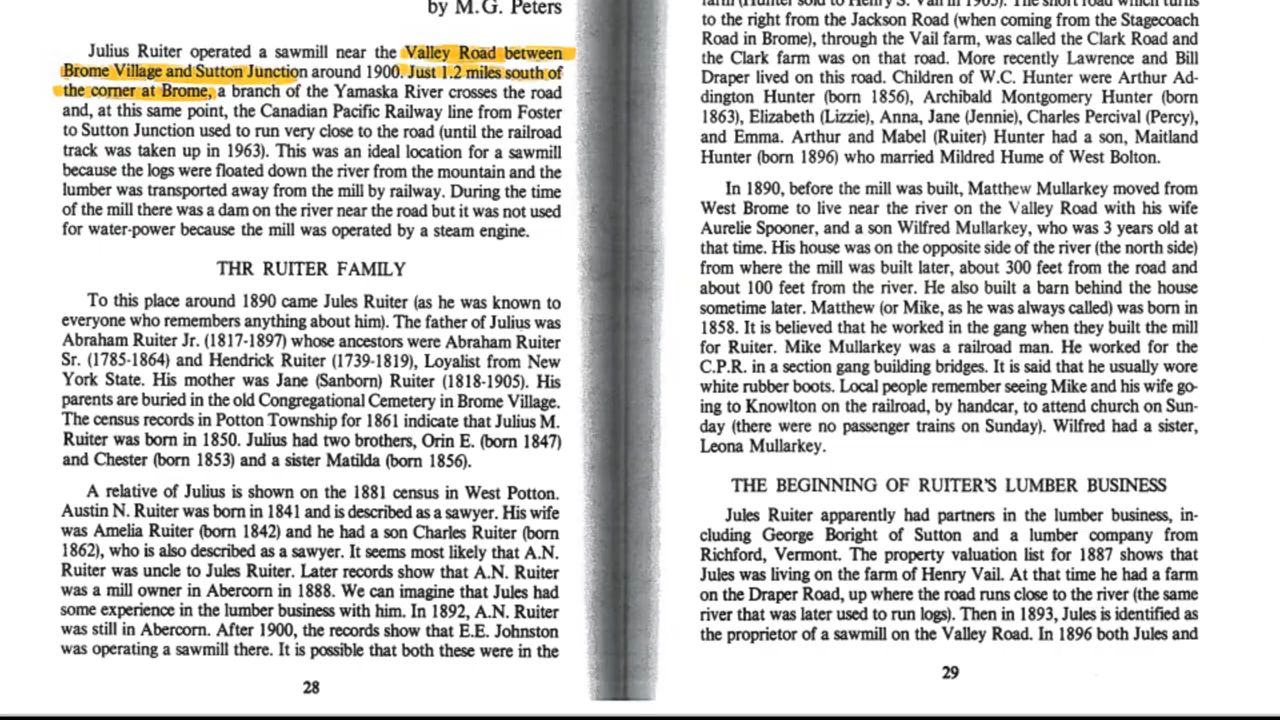 by M.G. Peters
Julius Ruiter operated a sawmill near the Valley Road between
Brome Village and Sutton Junction around 1900. Just 1.2 miles south of
the corner at Brome, a branch of the Yamaska River crosses the road
and, at this same point, the Canadian Pacific Railway line from Foster
to Sutton Junction used to run very close to the road (until the railroad
track was taken up in 1963). This was an ideal location for a sawmill
because the logs were floated down the river from the mountain and the
lumber was transported away from the mill by railway. During the time
of the mill there was a dam on the river near the road but it was not used
for water-power because the mill was operated by a steam engine.
THR RUITER FAMILY
To this place around 1890 came Jules Ruiter (as he was known to
everyone who remembers anything about him). The father of Julius was
Abraham Ruiter Jr. (1817-1897) whose ancestors were Abraham Ruiter
Sr. (1785-1864) and Hendrick Ruiter (1739-1819), Loyalist from New
York State. His mother was Jane (Sanborn) Ruiter (1818-1905). His
parents are buried in the old Congregational Cemetery in Brome Village.
The census records in Potton Township for 1861 indicate that Julius M.
Ruiter was born in 1850. Julius had two brothers, Orin E. (born 1847)
and Chester (born 1853) and a sister Matilda (born 1856).
A relative of Julius is shown on the 1881 census in West Potton.
Austin N. Ruiter was born in 1841 and is described as a sawyer. His wife
was Amelia Ruiter (born 1842) and he had a son Charles Ruiter (born
1862), who is also described as a sawyer. It seems most likely that A.N.
Ruiter was uncle to Jules Ruiter. Later records show that A.N. Ruiter
was a mill owner in Abercorn in 1888. We can imagine that Jules had
some experience in the lumber business with him. In 1892, A.N. Ruiter
was still in Abercorn. After 1900, the records show that E.E. Johnston
was operating a sawmill there. It is possible that both these were in the
28
farm (Hunter sold to Henry S. Vail in 1905). The short road which turns
to the right from the Jackson Road (when coming from the Stagecoach
Road in Brome), through the Vail farm, was called the Clark Road and
the Clark farm was on that road. More recently Lawrence and Bill
Draper lived on this road. Children of W.C. Hunter were Arthur Ad-
dington Hunter (born 1856), Archibald Montgomery Hunter (born
1863), Elizabeth (Lizzie), Anna, Jane (Jennie), Charles Percival (Percy),
and Emma. Arthur and Mabel (Ruiter) Hunter had a son, Maitland
Hunter (born 1896) who married Mildred Hume of West Bolton.
In 1890, before the mill was built, Matthew Mullarkey moved from
West Brome to live near the river on the Valley Road with his wife
Aurelie Spooner, and a son Wilfred Mullarkey, who was 3 years old at
that time. His house was on the opposite side of the river (the north side)
from where the mill was built later, about 300 feet from the road and
about 100 feet from the river. He also built a barn behind the house
sometime later. Matthew (or Mike, as he was always called) was born in
1858. It is believed that he worked in the gang when they built the mill
for Ruiter. Mike Mullarkey was a railroad man. He worked for the
C.P.R. in a section gang building bridges. It is said that he usually wore
white rubber boots. Local people remember seeing Mike and his wife go-
ing to Knowlton on the railroad, by handcar, to attend church on Sun-
day (there were no passenger trains on Sunday). Wilfred had a sister,
Leona Mullarkey.
THE BEGINNING OF RUITER'S LUMBER BUSINESS
Jules Ruiter apparently had partners in the lumber business, in-
cluding George Boright of Sutton and a lumber company from
Richford, Vermont. The property valuation list for 1887 shows that
Jules was living on the farm of Henry Vail. At that time he had a farm
on the Draper Road, up where the road runs close to the river (the same
river that was later used to run logs). Then in 1893, Jules is identified as
the proprietor of a sawmill on the Valley Road. In 1896 both Jules and
29